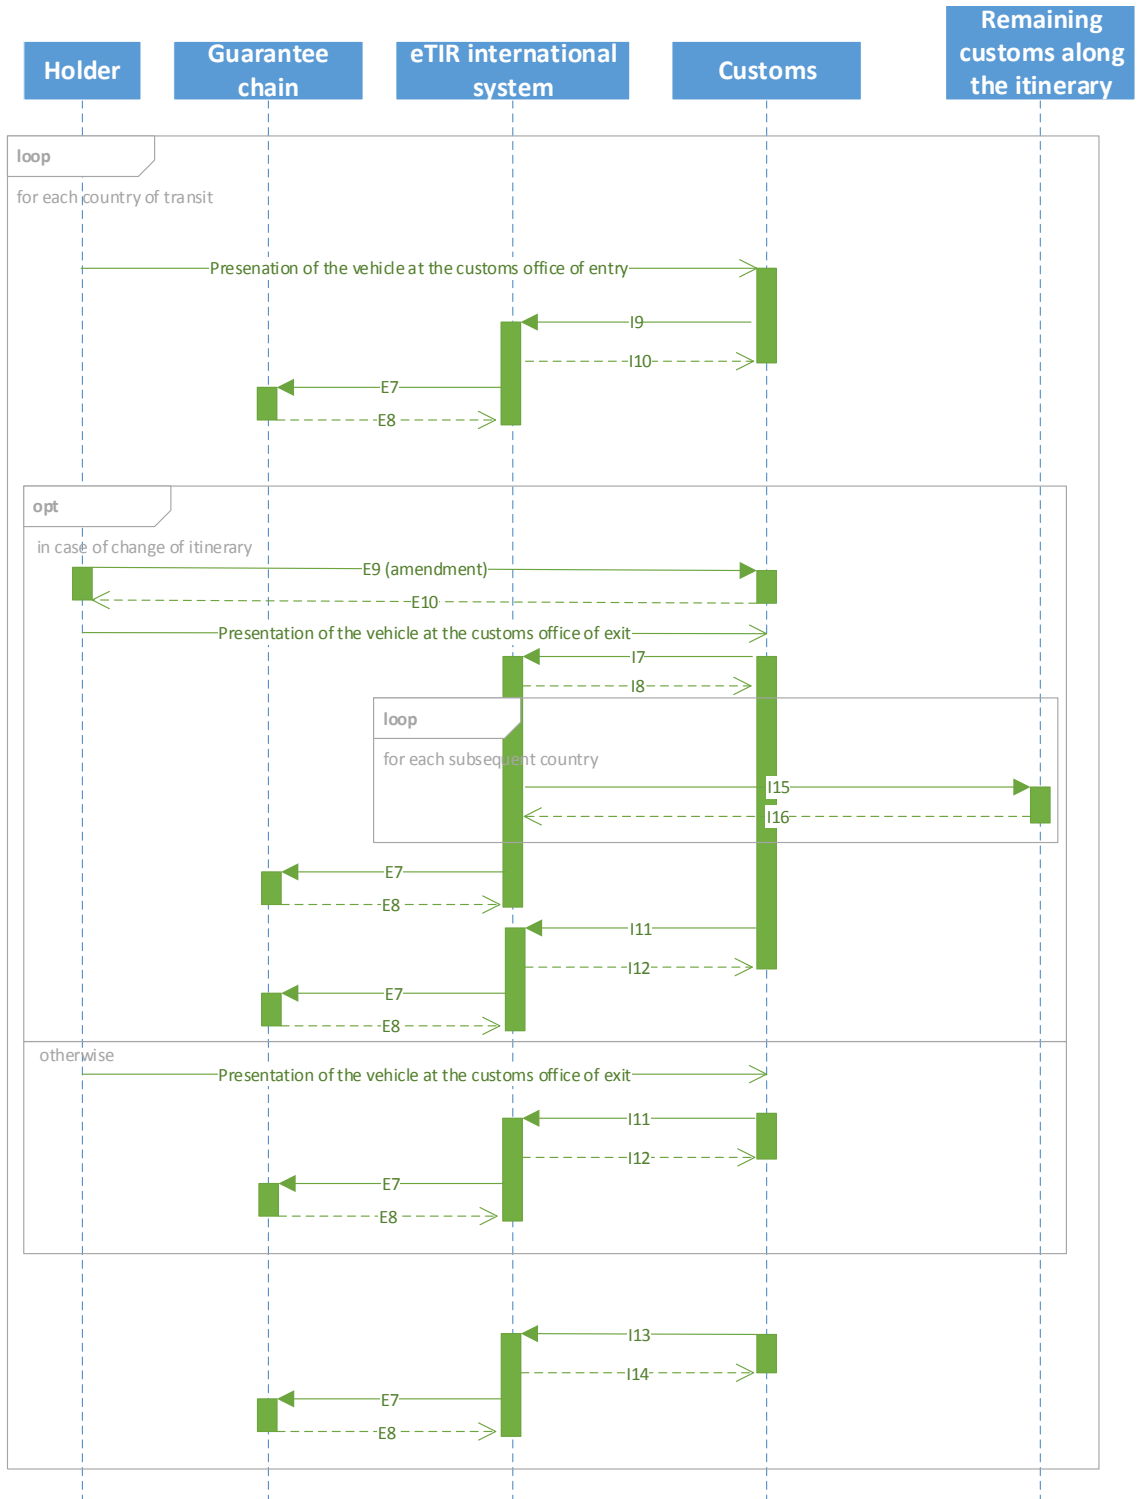 Holder
Guarantee
chain
eTIR international
system
Customs
Remaining
customs along
the itinerary
loop
for each country of transit
Presenation of the vehicle at the customs office of entry
I9
I10
E7
E8
opt
in case of change of itinerary
E9 (amendment)
E10
Presentation of the vehicle at the customs office of exit
I7
I8
loop
for each subsequent country
I15
I16
E7
E8
I11
I12
E7
E8
otherwise
Presentation of the vehicle at the customs office of exit
I11
I12
E7
E8
I13
I14
E7
E8